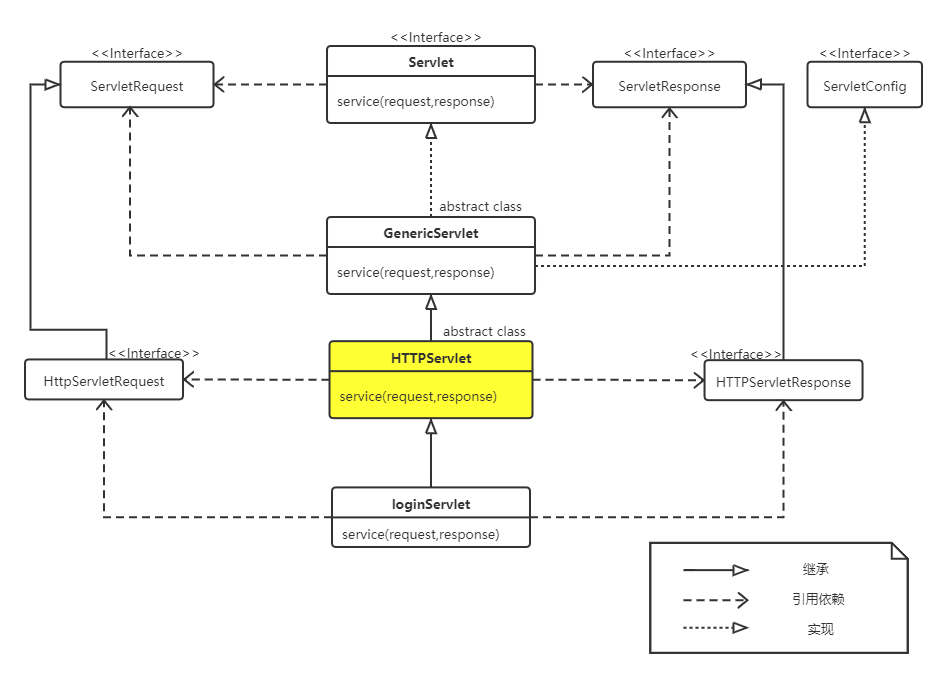 <<Interface>>
Servlet
service(request,response)
<<Interface>>
ServletRequest
<<Interface>>
ServletResponse
<<Interface>>
ServletConfig
abstract class
GenericServlet
service(request,response)
abstract class
HTTPServlet
service(request,response)
<<Interface>>
HttpServletRequest
<<Interface>>
HTTPServletResponse
loginServlet
service(request,response)
继承
引用依赖
实现